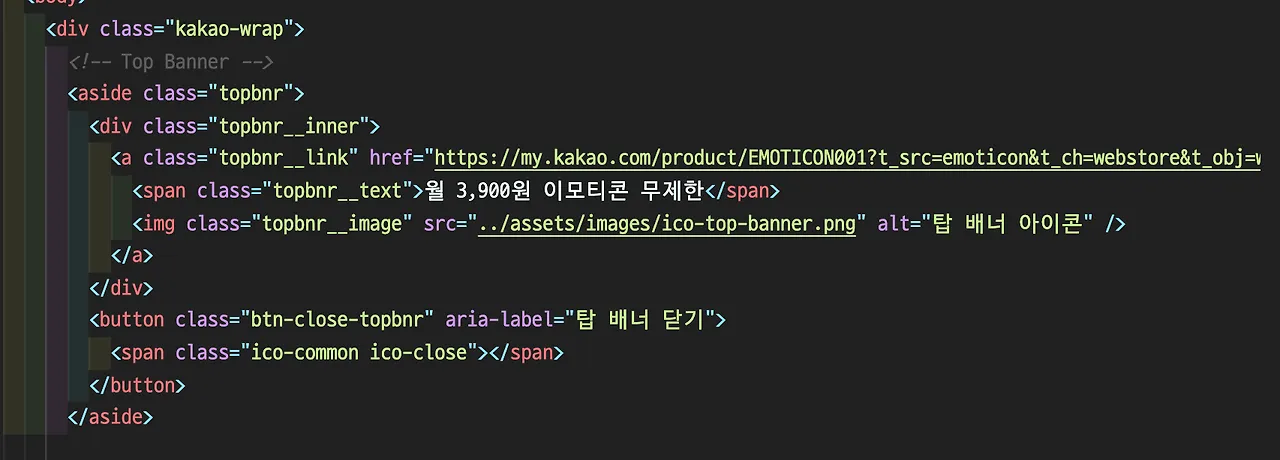 <body>
<div class="kakao-wrap">
<!-- Top Banner -->
<aside class="topbnr">
<div class="topbnr__inner">
<a class="topbnr__link" href="https://my.kakao.com/product/EMOTICON001?t_src=emoticon&t_ch=webstore&t_obj=
<span class="topbnr__text">월 3,900원 이모티콘 무제한</span>
<img class="topbnr__image" src="../assets/images/ico-top-banner.png" alt="탑 배너 아이콘" />
</a>
</div>
<button class="btn-close-topbnr" aria-label="탑 배너 닫기">
<span class="ico-common ico-close"></span>
</button>
</aside>